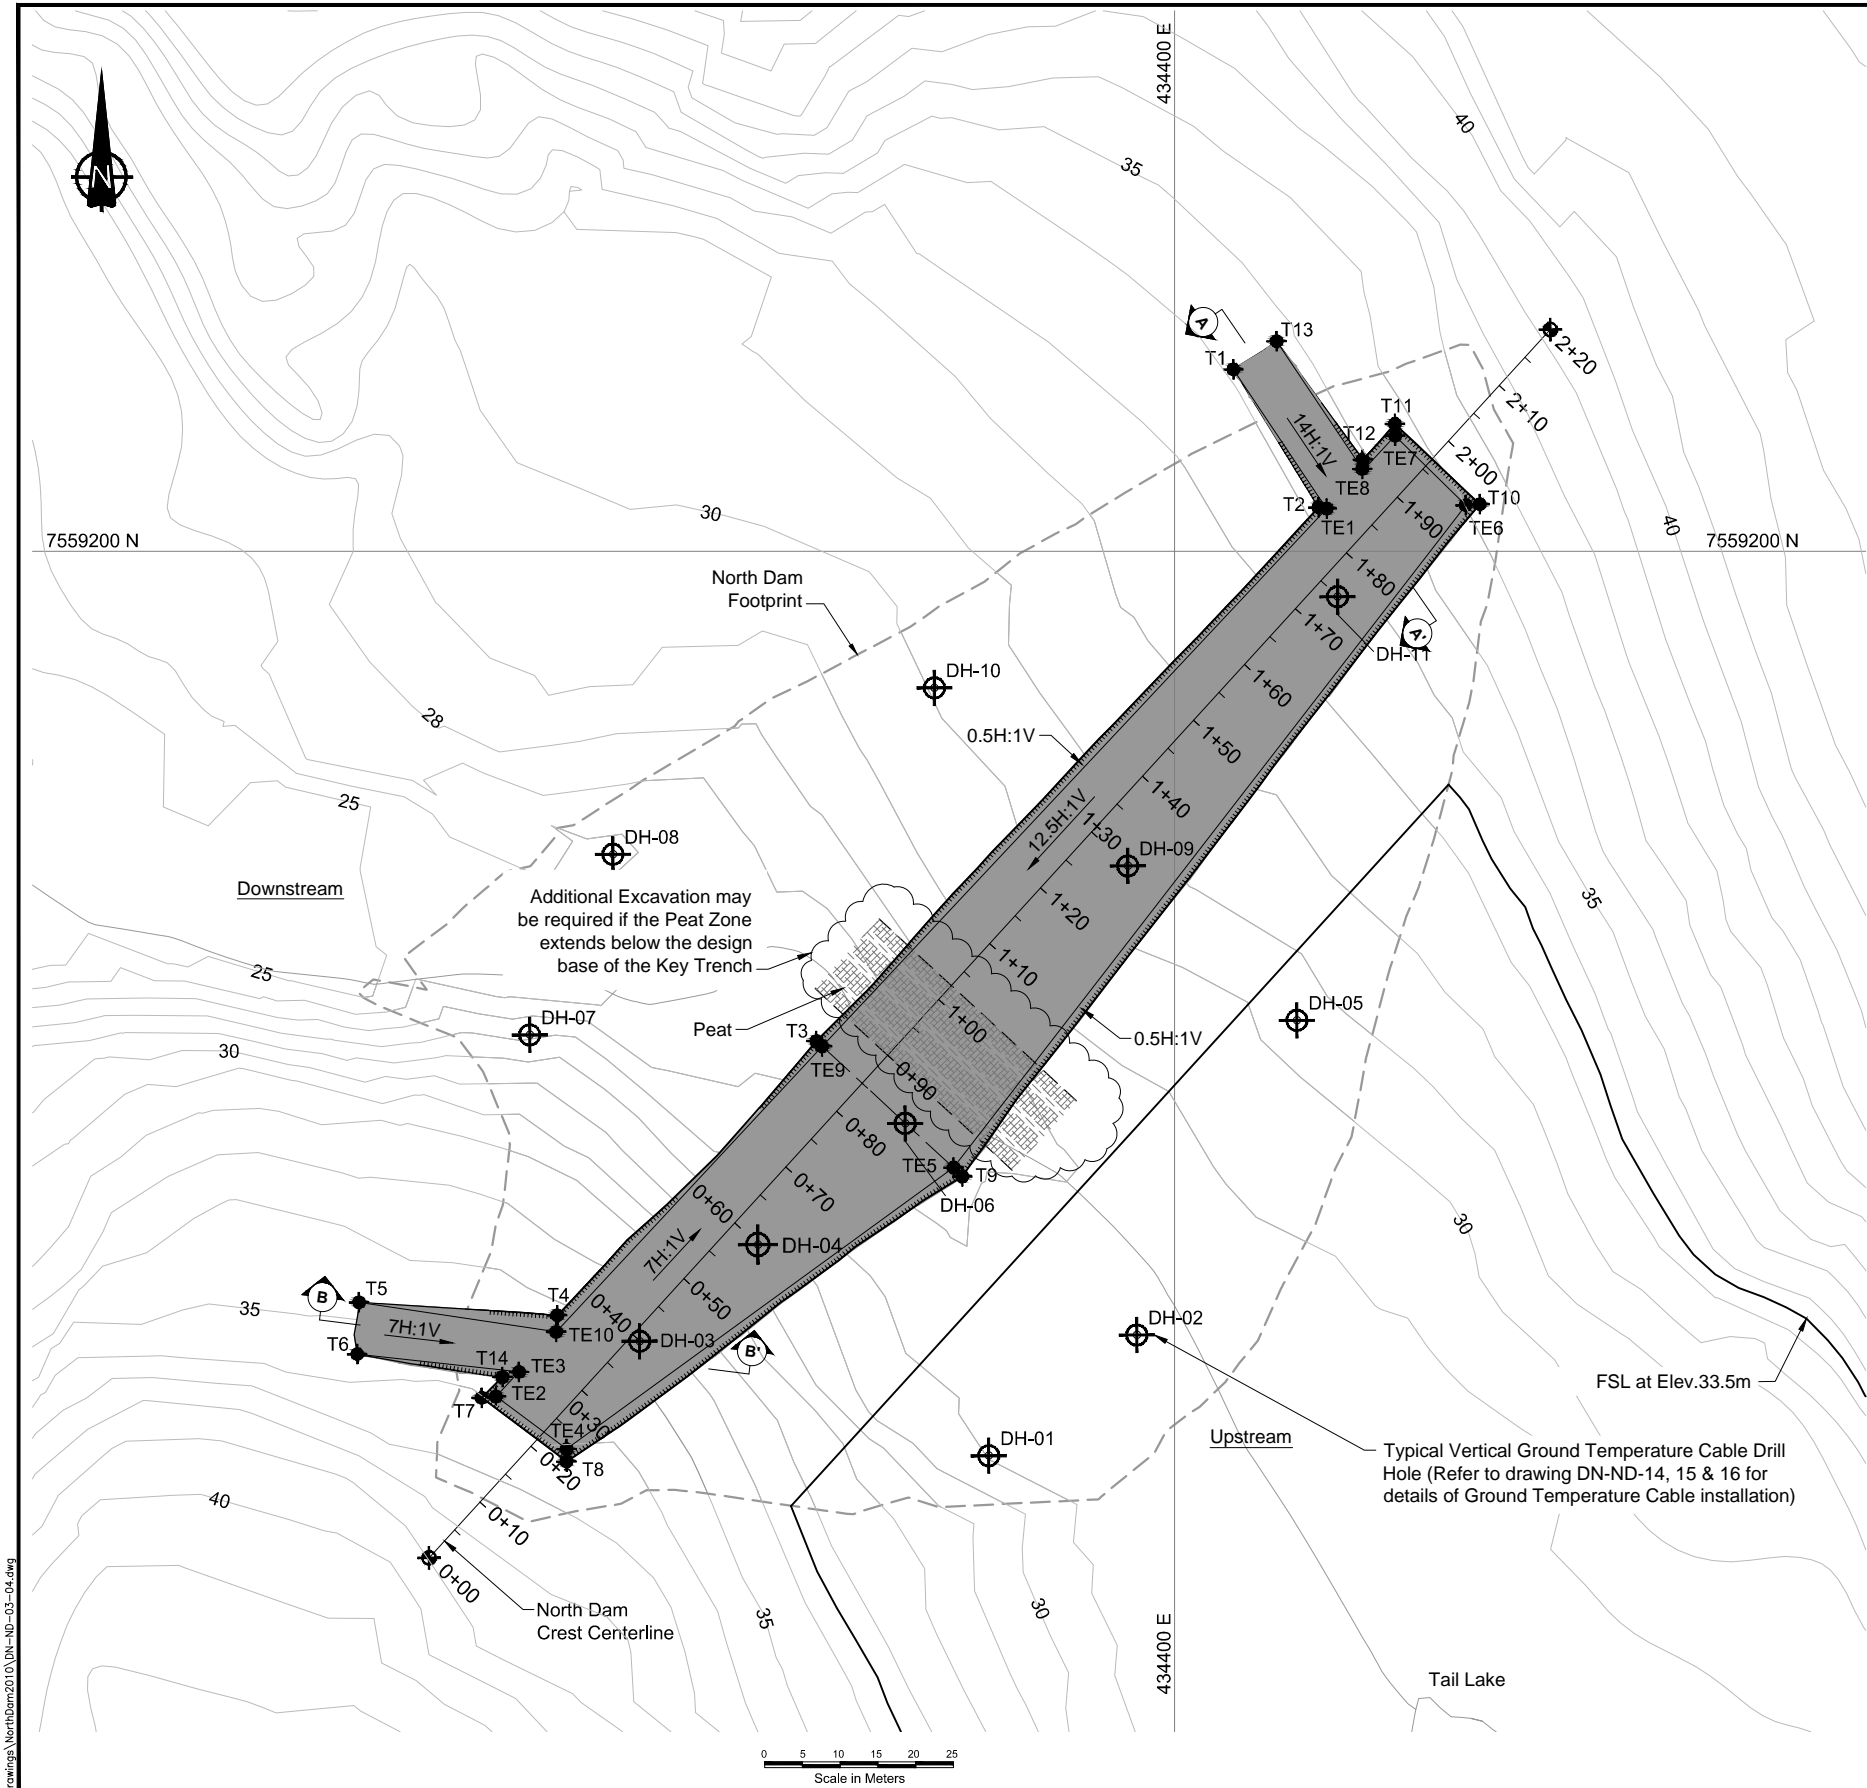 434400 E
N
40
35
A
T13
T1
2+20
T11
2+10
14H:1V
T12
TE7
2+00
TE8
T2
TE1
T10
1+90
TE6
40
30
7559200 N
7559200 N
North Dam
Footprint
1+80
1+70
A'
DH-11
DH-10
1+60
28
0.5H:1V
1+50
1+40
25
12.5H:1V
1+30
DH-08
DH-09
Downstream
Additional Excavation may
be required if the Peat Zone
extends below the design
base of the Key Trench
1+20
35
1+10
25
DH-07
Peat
T3
1+00
DH-05
0.5H:1V
30
TE9
0+90
0+80
TE5
T9
DH-06
0+70
0+60
30
7H:1V
DH-04
B
T5
35
T4
0+50
0+40
7H:1V
TE10
DH-03
DH-02
B'
T6
T14
TE3
TE2
T7
0+30
TE4
FSL at Elev.33.5m
DH-01
Upstream
T8
0+20
Typical Vertical Ground Temperature Cable Drill
Hole (Refer to drawing DN-ND-14, 15 & 16 for
details of Ground Temperature Cable installation)
40
0+10
0+00
North Dam
Crest Centerline
35
30
434400 E
Tail Lake
0 5 10 15 20 25
Scale in Meters
rawings\NorthDam2010\DN-ND-03-04.dwg